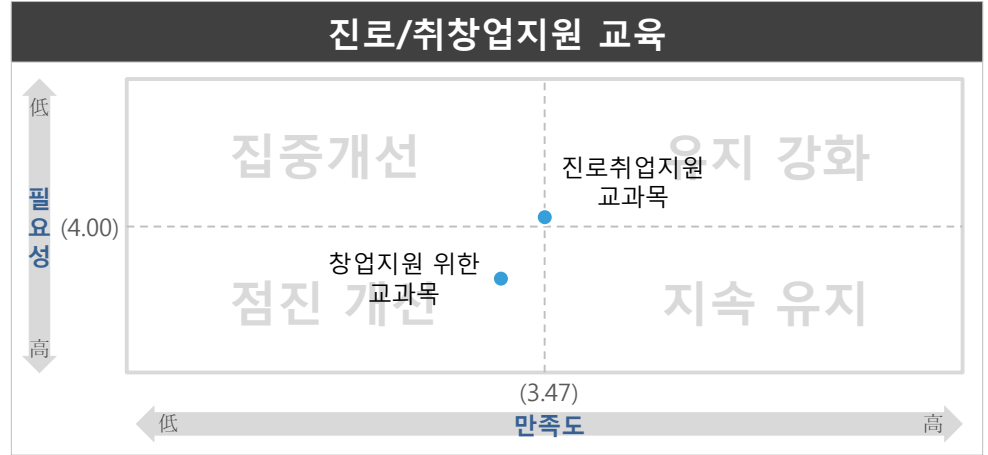 진로/취창업지원 교육
低
집중개선
유지 강화
진로취업지원
교과목
필
요
성
(4.00)
창업지원 위한
교과목
점진 개선
지속 유지
高
(3.47)
低
만족도
高